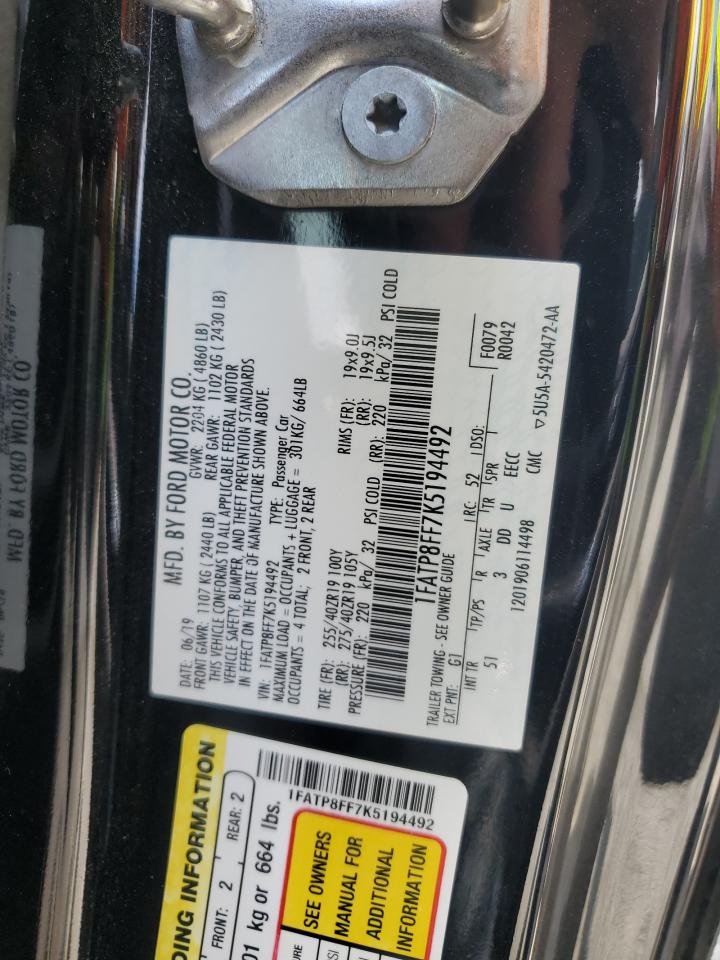 MFD. BY FORD MOTOR CO.
DATE: 06/19 GVWR: 2204 KG ( 4860 LB)
FRONT GAWR: 1107 KG ( 2440 LB) REAR GAWR: 1102 KG ( 2430 LB)
THIS VEHICLE CONFORMS TO ALL APPLICABLE FEDERAL MOTOR
VEHICLE SAFETY, BUMPER, AND THEFT PREVENTION STANDARDS
IN EFFECT ON THE DATE OF MANUFACTURE SHOWN ABOVE.
VIN: 1FATP8FF7K5194492 TYPE: Passenger Car
MAXIMUM LOAD = OCCUPANTS + LUGGAGE = 301KG/ 664LB
OCCUPANTS = 4 TOTAL; 2 FRONT, 2 REAR
TIRE (FR): 255/40ZR19 100Y RIMS (FR): 19x9.0J
(RR): 275/40ZR19 105Y (RR): 19x9.5J
PRESSURE (FR): 220 kPa/ 32 PSI COLD (RR): 220 kPa/ 32 PSI COLD
1FATP8FF7K5194492
TRAILER TOWING - SEE OWNER GUIDE
EXT PNT: G1 RC: 52 DSO: F0079
R0042
INT TR TP/PS R AXLE TR SPR
51 3 DD U EECC
1201906114498 CMC
5U5A-5420472-AA
DING INFORMATION
FRONT: 2 REAR: 2
01 kg or 664 lbs.
1FATP8FF7K5194492
SEE OWNERS
MANUAL FOR
ADDITIONAL
INFORMATION